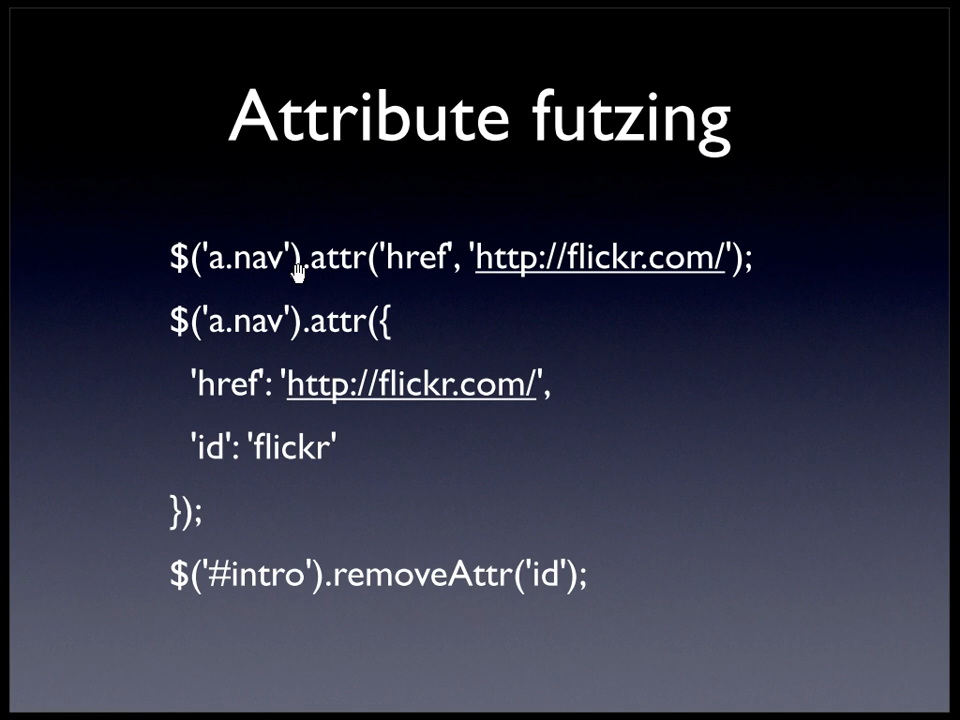 Attribute futzing
$('a.nav').attr('href', 'http://flickr.com/');
$('a.nav').attr({
'href': 'http://flickr.com/',
'id': 'flickr'
});
$('#intro').removeAttr('id');